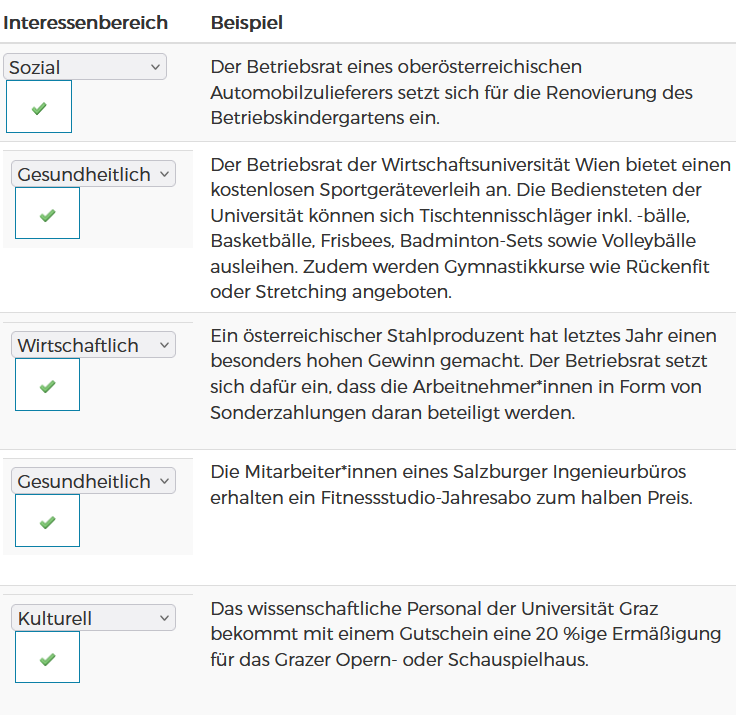 Interessenbereich Beispiel
Sozial
Der Betriebsrat eines oberösterreichischen
Automobilzulieferers setzt sich für die Renovierung des
Betriebskindergartens ein.
Gesundheitlich
Der Betriebsrat der Wirtschaftsuniversität Wien bietet einen
kostenlosen Sportgeräteverleih an. Die Bediensteten der
Universität können sich Tischtennisschläger inkl. -bälle,
Basketbälle, Frisbees, Badminton-Sets sowie Volleybälle
ausleihen. Zudem werden Gymnastikkurse wie Rückenfit
oder Stretching angeboten.
Wirtschaftlich
Ein österreichischer Stahlproduzent hat letztes Jahr einen
besonders hohen Gewinn gemacht. Der Betriebsrat setzt
sich dafür ein, dass die Arbeitnehmer*innen in Form von
Sonderzahlungen daran beteiligt werden.
Gesundheitlich
Die Mitarbeiter*innen eines Salzburger Ingenieurbüros
erhalten ein Fitnessstudio-Jahresabo zum halben Preis.
Kulturell
Das wissenschaftliche Personal der Universität Graz
bekommt mit einem Gutschein eine 20 %ige Ermäßigung
für das Grazer Opern- oder Schauspielhaus.